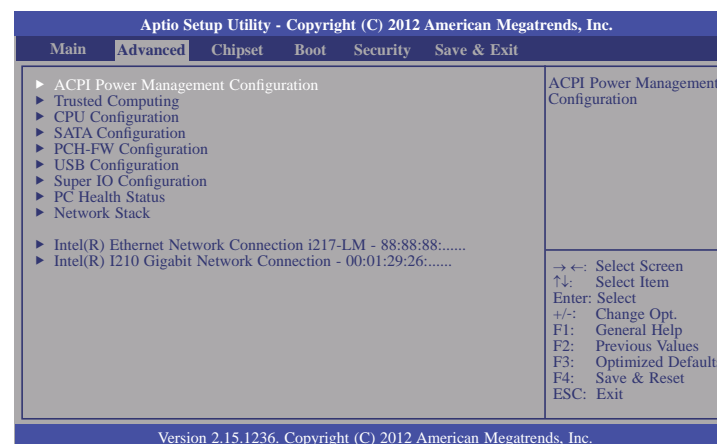 Aptio Setup Utility - Copyright (C) 2012 American Megatrends, Inc.
Main Advanced Chipset Boot Security Save & Exit
► ACPI Power Management Configuration
► Trusted Computing
► CPU Configuration
► SATA Configuration
► PCH-FW Configuration
► USB Configuration
► Super IO Configuration
► PC Health Status
► Network Stack
► Intel(R) Ethernet Network Connection i217-LM - 88:88:88:......
► Intel(R) I210 Gigabit Network Connection - 00:01:29:26:......
ACPI Power Management
Configuration
→ ←: Select Screen
↑↓: Select Item
Enter: Select
+/-: Change Opt.
F1: General Help
F2: Previous Values
F3: Optimized Default
F4: Save & Reset
ESC: Exit
Version 2.15.1236. Copyright (C) 2012 American Megatrends, Inc.